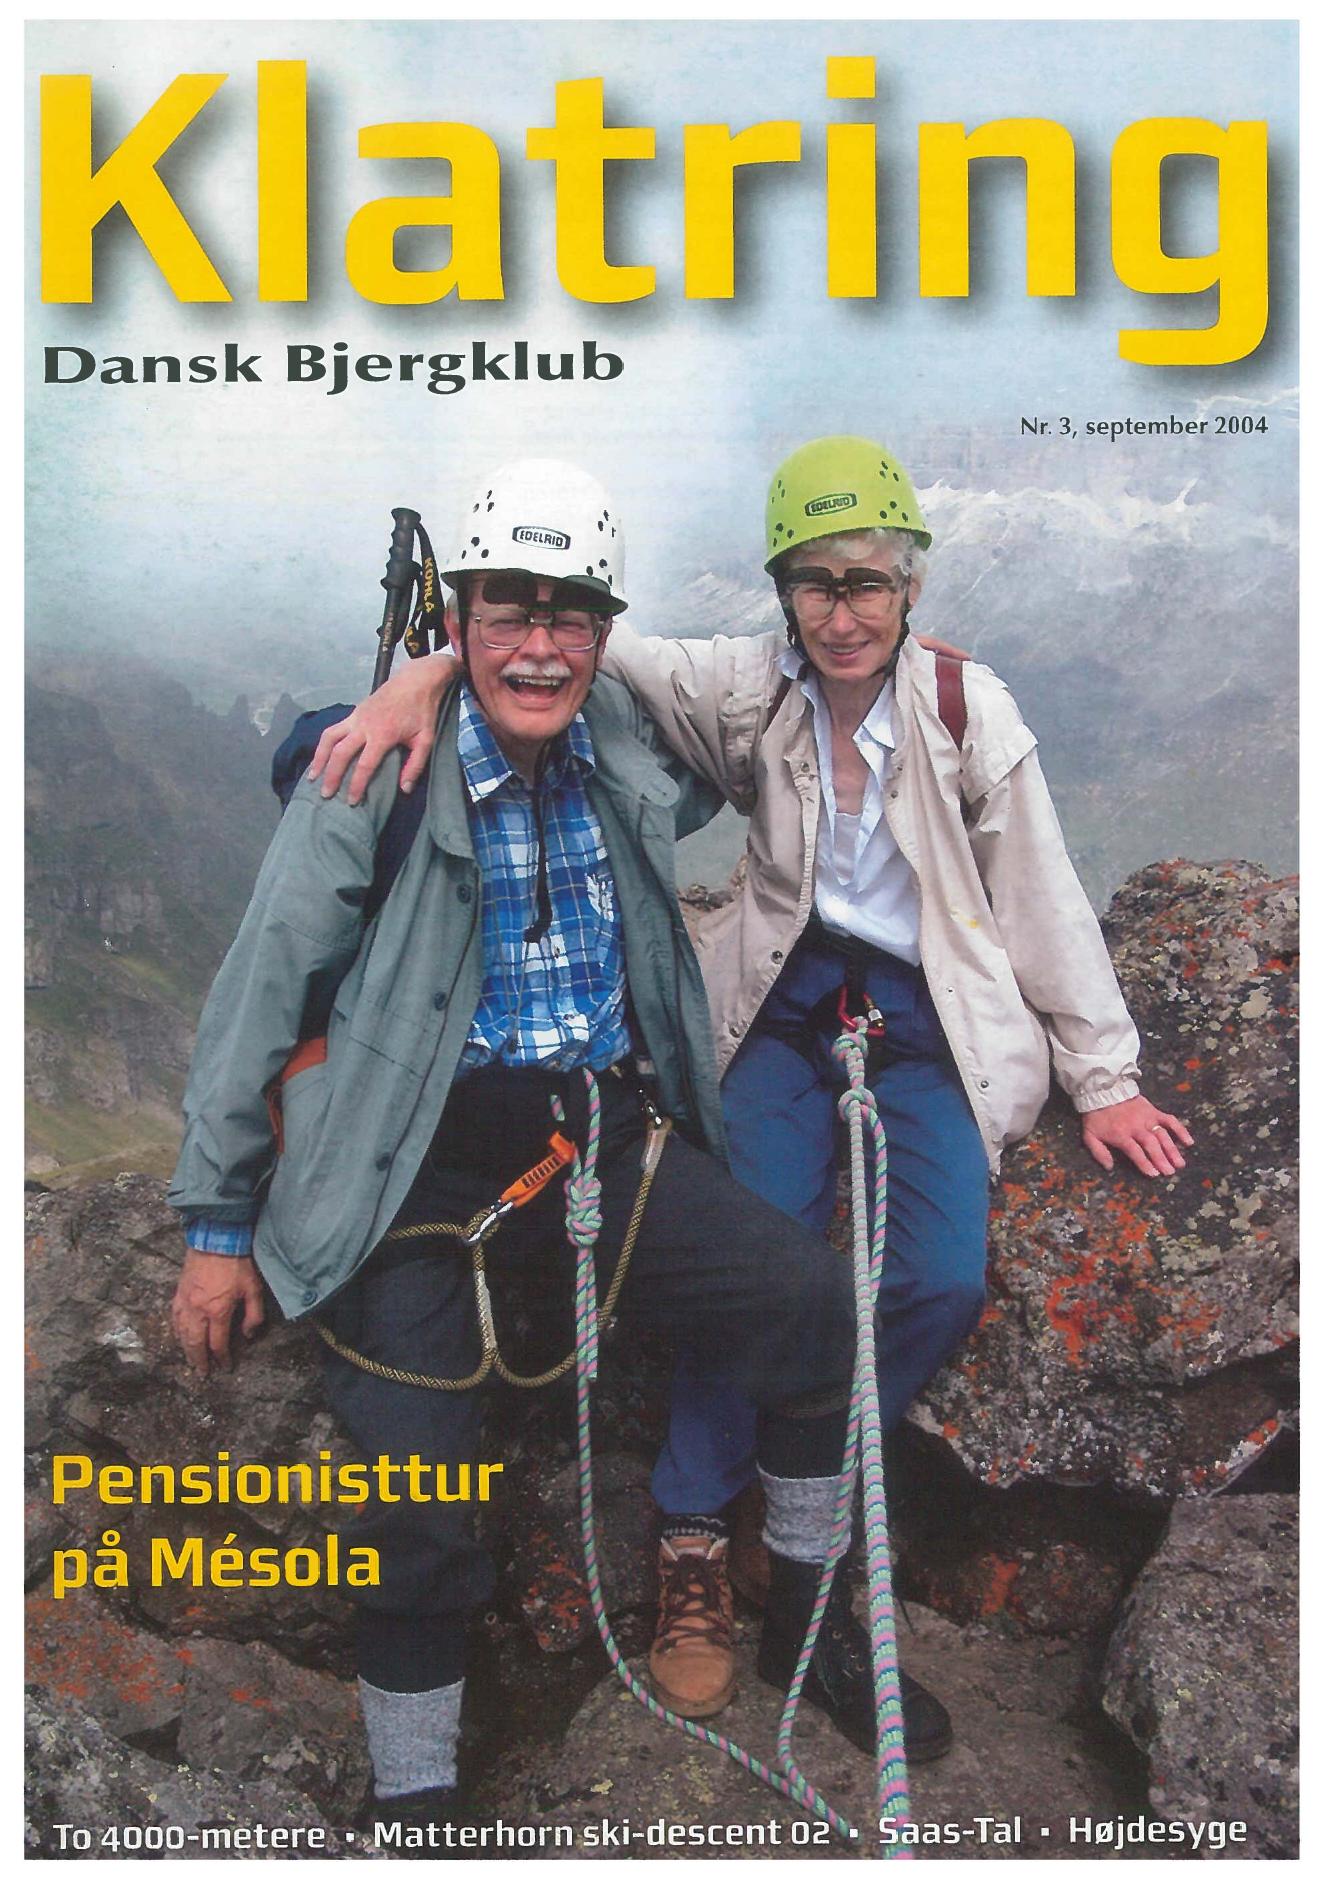 Klatring
Dansk Bjergklub
Nr. 3, september 2004
EDELRID
EDELRID
KOHLA
Pensionisttur
på Mésola
To 4000-metere • Matterhorn ski-descent 02 • Saas-Tal • Højdesyge